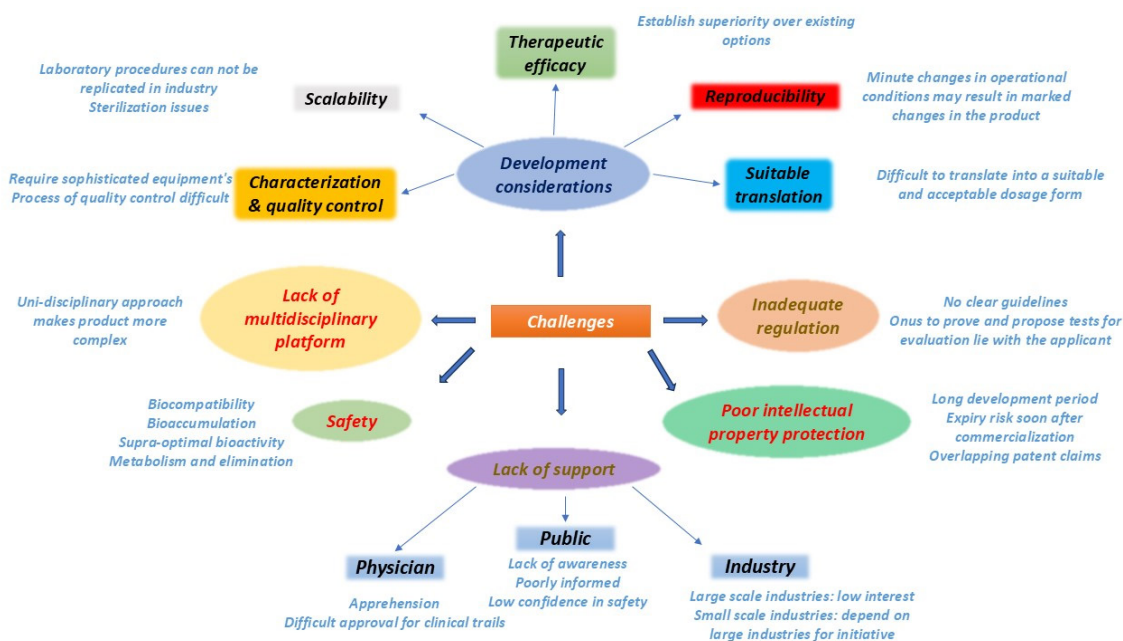 Establish superiority over existing
options
Therapeutic
efficacy
Laboratory procedures can not be
replicated in industry
Sterilization issues
Scalability
Reproducibility
Minute changes in operational
conditions may result in marked
changes in the product
Development
considerations
Require sophisticated equipment's
Process of quality control difficult
Characterization
& quality control
Suitable
translation
Difficult to translate into a suitable
and acceptable dosage form
Uni-disciplinary approach
makes product more
complex
Lack of
multidisciplinary
platform
Challenges
Inadequate
regulation
No clear guidelines
Onus to prove and propose tests for
evaluation lie with the applicant
Biocompatibility
Bioaccumulation
Supra-optimal bioactivity
Metabolism and elimination
Safety
Poor intellectual
property protection
Long development period
Expiry risk soon after
commercialization
Overlapping patent claims
Lack of support
Physician
Apprehension
Difficult approval for clinical trails
Public
Lack of awareness
Poorly informed
Low confidence in safety
Industry
Large scale industries: low interest
Small scale industries: depend on
large industries for initiative